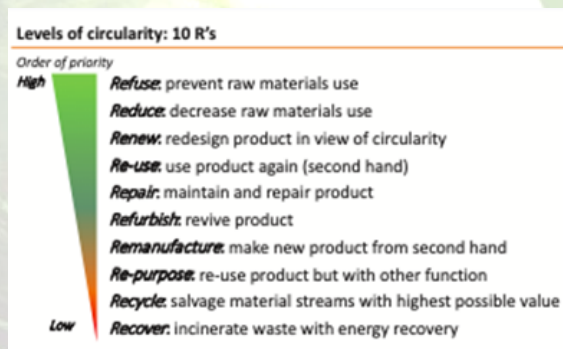 Levels of circularity: 10 R's
Order of priority
High
Refuse: prevent raw materials use
Reduce: decrease raw materials use
Renew: redesign product in view of circularity
Re-use: use product again (second hand)
Repair: maintain and repair product
Refurbish: revive product
Remanufacture: make new product from second hand
Re-purpose: re-use product but with other function
Recycle: salvage material streams with highest possible value
Low
Recover: incinerate waste with energy recovery